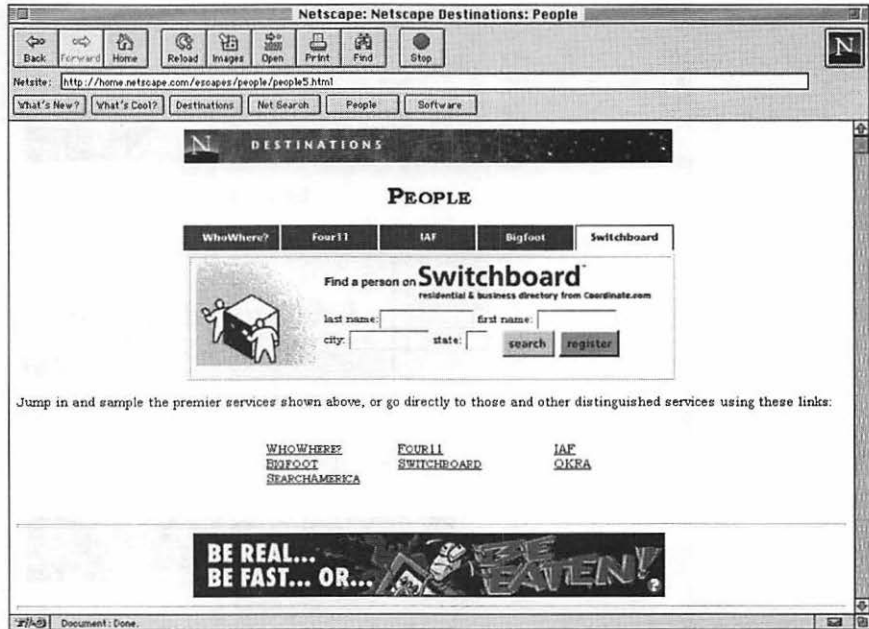 Netscape: Netscape Destinations: People
Back Forward Home Reload Images Open Print Find Stop
N
Netsite: http://home.netscape.com/escapes/people/people5.html
What's New? What's Cool? Destinations Net Search People Software
N DESTINATIONS
PEOPLE
WhoWhere? Four11 IAF Bigfoot Switchboard
Find a person on Switchboard™
residential & business directory from Coordinate.com
last name: first name:
city: state: search register
Jump in and sample the premier services shown above, or go directly to those and other distinguished services using these links:
WHOWHERE? FOUR11 IAF
BIGFOOT SWITCHBOARD OKRA
SEARCHAMERICA
BE REAL... BE
BE FAST... OR... EATEN!
?
Document: Done.